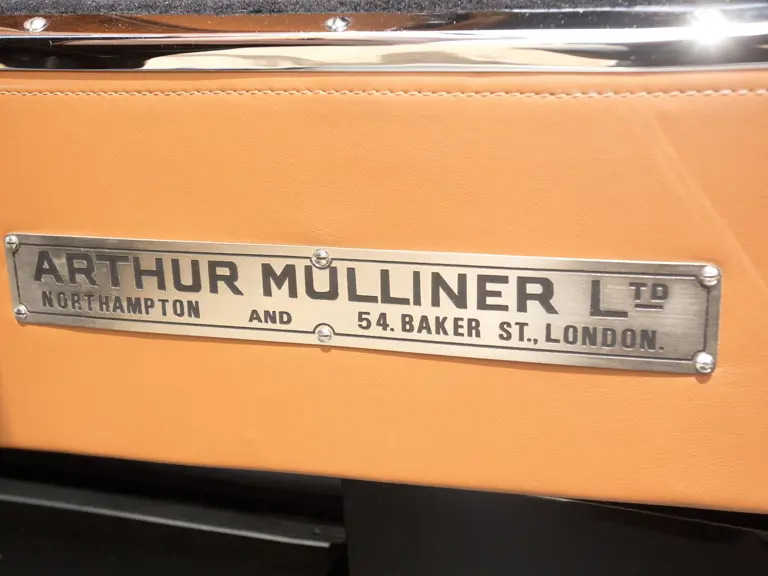 ARTHUR MULLINER LTD
NORTHAMPTON AND 54. BAKER ST., LONDON.